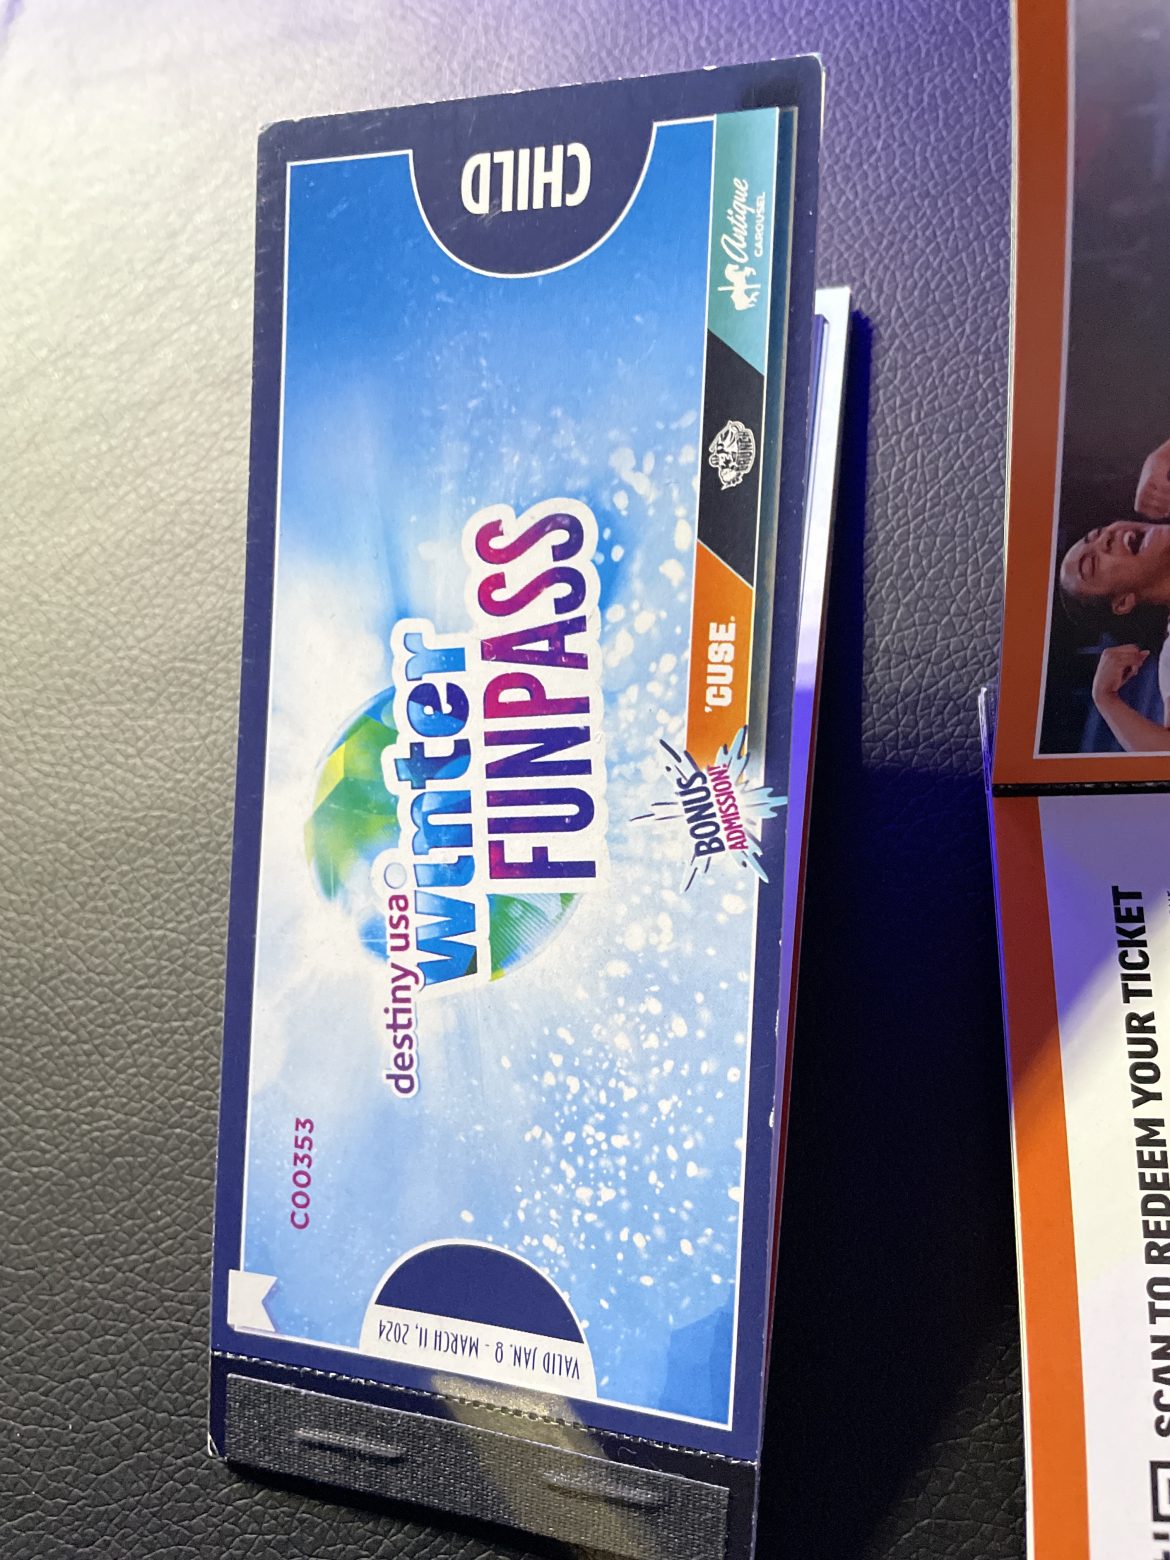 C00353
destiny usa
winter
FUNPASS
BONUS
ADMISSION!
'CUSE.
CRUNCH
Antique
CAROUSEL
CHILD
VALID JAN. 8 - MARCH 11, 2024
SCAN TO REDEEM YOUR TICKET